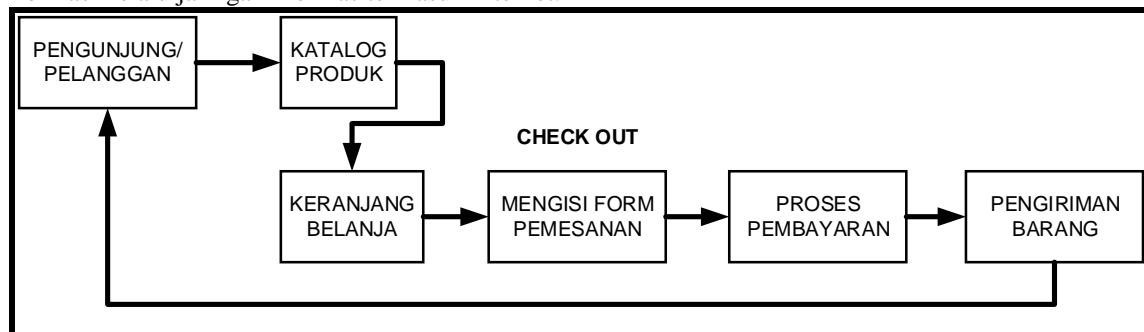 PENGUNJUNG/
PELANGGAN
KATALOG
PRODUK
CHECK OUT
KERANJANG
BELANJA
MENGISI FORM
PEMESANAN
PROSES
PEMBAYARAN
PENGIRIMAN
BARANG